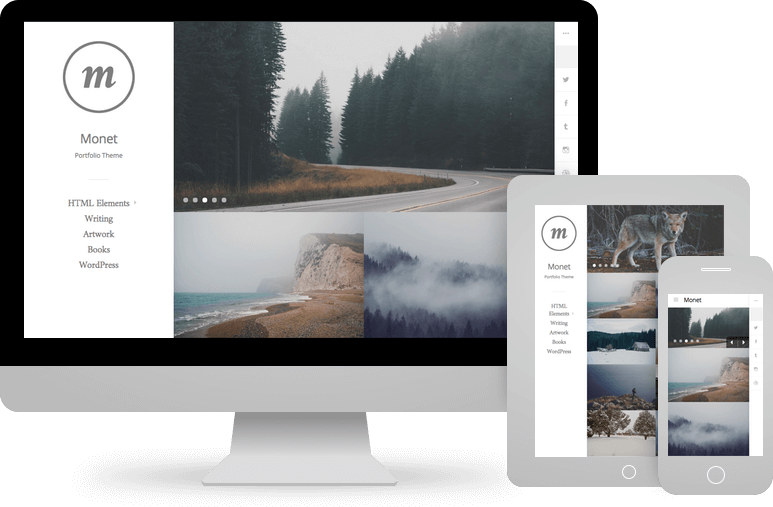 m
Monet
Portfolio Theme
HTML Elements
Writing
Artwork
Books
WordPress
m
Monet
Portfolio Theme
HTML
Elements
Writing
Artwork
Books
WordPress
Monet